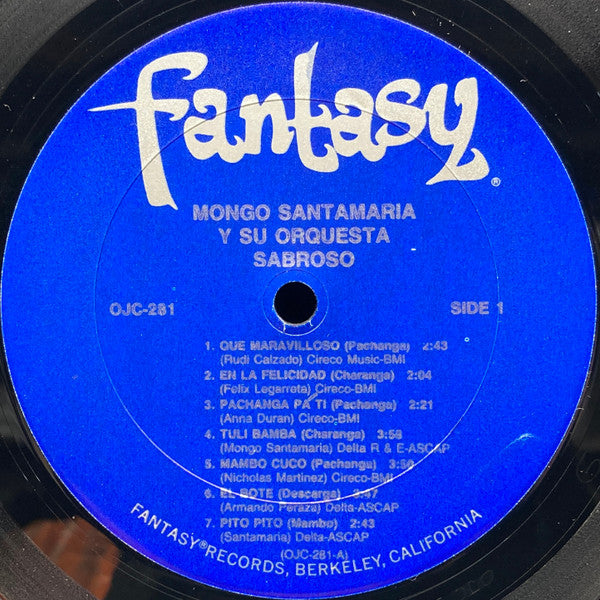 fantasy®
MONGO SANTAMARIA
Y SU ORQUESTA
SABROSO
OJC-281
SIDE 1
1. QUE MARAVILLOSO (Pachanga) 2:43
(Rudi Calzado) Cireco Music-BMI
2. EN LA FELICIDAD (Charanga) 2:04
(Felix Legarreta) Cireco-BMI
3. PACHANGA PA TI (Pachanga) 2:21
(Anna Duran) Cireco-BMI
4. TULI BAMBA (Charanga) 3:58
(Mongo Santamaria) Delta R & E-ASCAP
5. MAMBO CUCO (Pachanga)
(Nicholas Martinez) Cireco-BMI
6. EL BOTE (Descarga) 3:47
(Armando Peraza) Delta-ASCAP
7. PITO PITO (Mambo) 2:43
(Santamaria) Delta-ASCAP
(OJC-281-A)
FANTASY® RECORDS, BERKELEY, CALIFORNIA